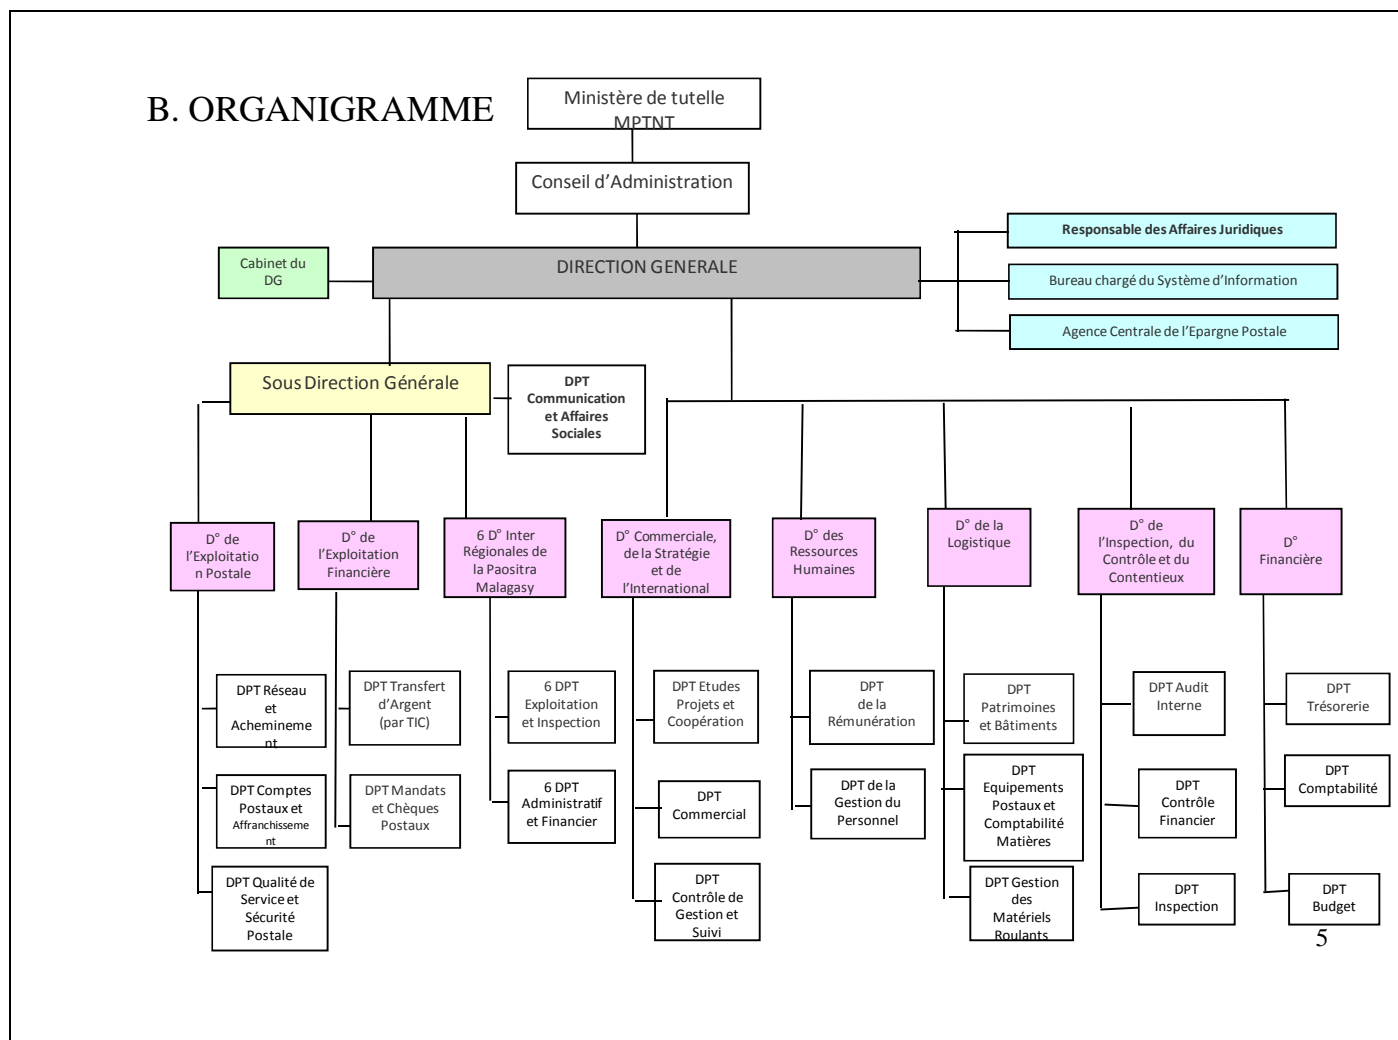 B. ORGANIGRAMME
Ministère de tutelle
MPTNT
Conseil d’Administration
Cabinet du
DG
DIRECTION GENERALE
Responsable des Affaires Juridiques
Bureau chargé du Système d’Information
Agence Centrale de l’Epargne Postale
Sous Direction Générale
DPT
Communication
et Affaires
Sociales
D° de
l’Exploitatio
n Postale
D° de
l’Exploitation
Financière
6 D° Inter
Régionales de
la Paositra
Malagasy
D° Commerciale,
de la Stratégie
et de
l’International
D° des
Ressources
Humaines
D° de la
Logistique
D° de
l’Inspection, du
Contrôle et du
Contentieux
D°
Financière
DPT Réseau
et
Achemineme
nt
DPT Transfert
d’Argent
(par TIC)
6 DPT
Exploitation
et Inspection
DPT Etudes
Projets et
Coopération
DPT
de la
Rémunération
DPT
Patrimoines
et Bâtiments
DPT Audit
Interne
DPT
Trésorerie
DPT Comptes
Postaux et
Affranchisseme
nt
DPT Mandats
et Chèques
Postaux
6 DPT
Administratif
et Financier
DPT
Commercial
DPT de la
Gestion du
Personnel
DPT
Equipements
Postaux et
Comptabilité
Matières
DPT
Contrôle
Financier
DPT
Comptabilité
DPT Qualité de
Service et
Sécurité
Postale
DPT
Contrôle de
Gestion et
Suivi
DPT Gestion
des
Matériels
Roulants
DPT
Inspection
DPT
Budget
5